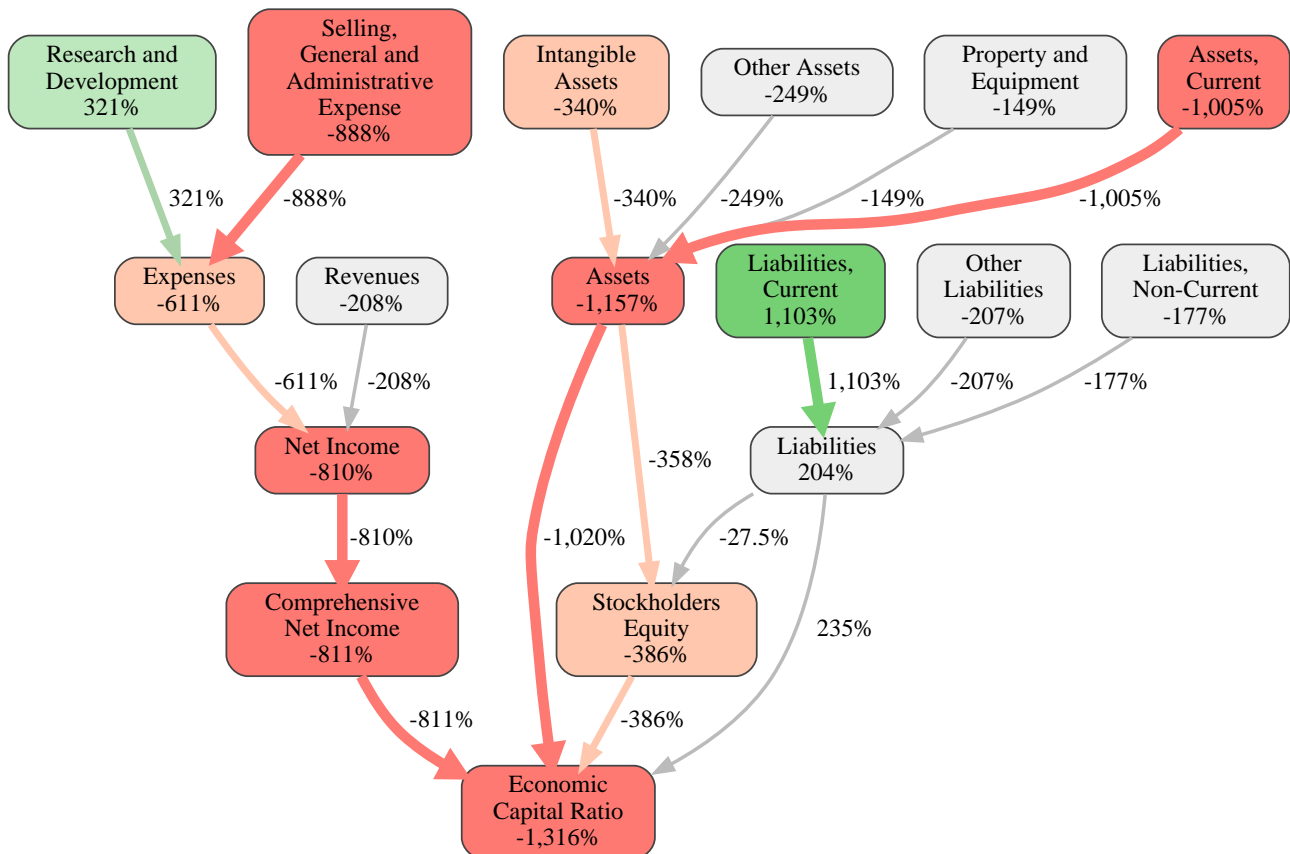 Research and
Development
321%
Selling,
General and
Administrative
Expense
-888%
Intangible
Assets
-340%
Other Assets
-249%
Property and
Equipment
-149%
Assets,
Current
-1,005%
321%
-888%
-340%
-249%
-149%
-1,005%
Expenses
-611%
Revenues
-208%
Assets
-1,157%
Liabilities,
Current
1,103%
Other
Liabilities
-207%
Liabilities,
Non-Current
-177%
-611%
-208%
1,103%
-207%
-177%
Net Income
-810%
-358%
Liabilities
204%
-810%
-1,020%
-27.5%
Comprehensive
Net Income
-811%
Stockholders
Equity
-386%
235%
-811%
-386%
Economic
Capital Ratio
-1,316%